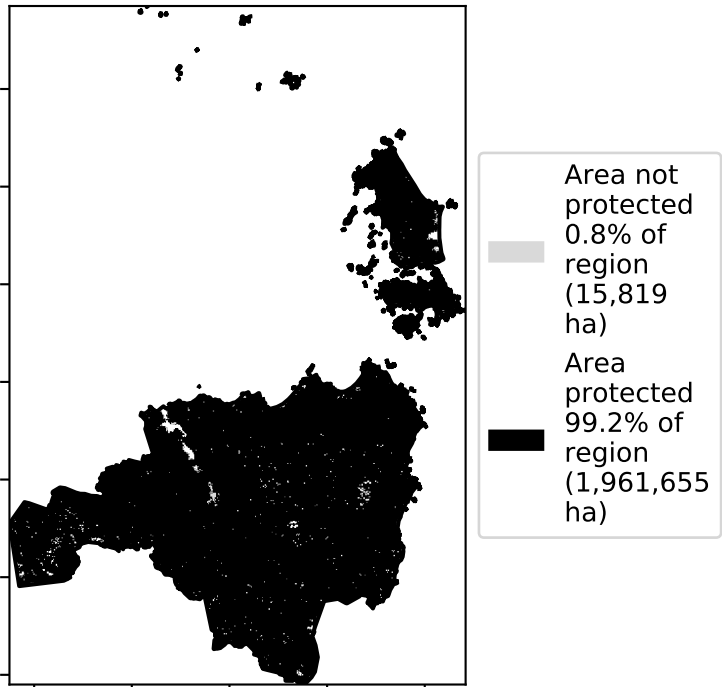 Area not
protected
0.8% of
region
(15,819
ha)
Area
protected
99.2% of
region
(1,961,655
ha)